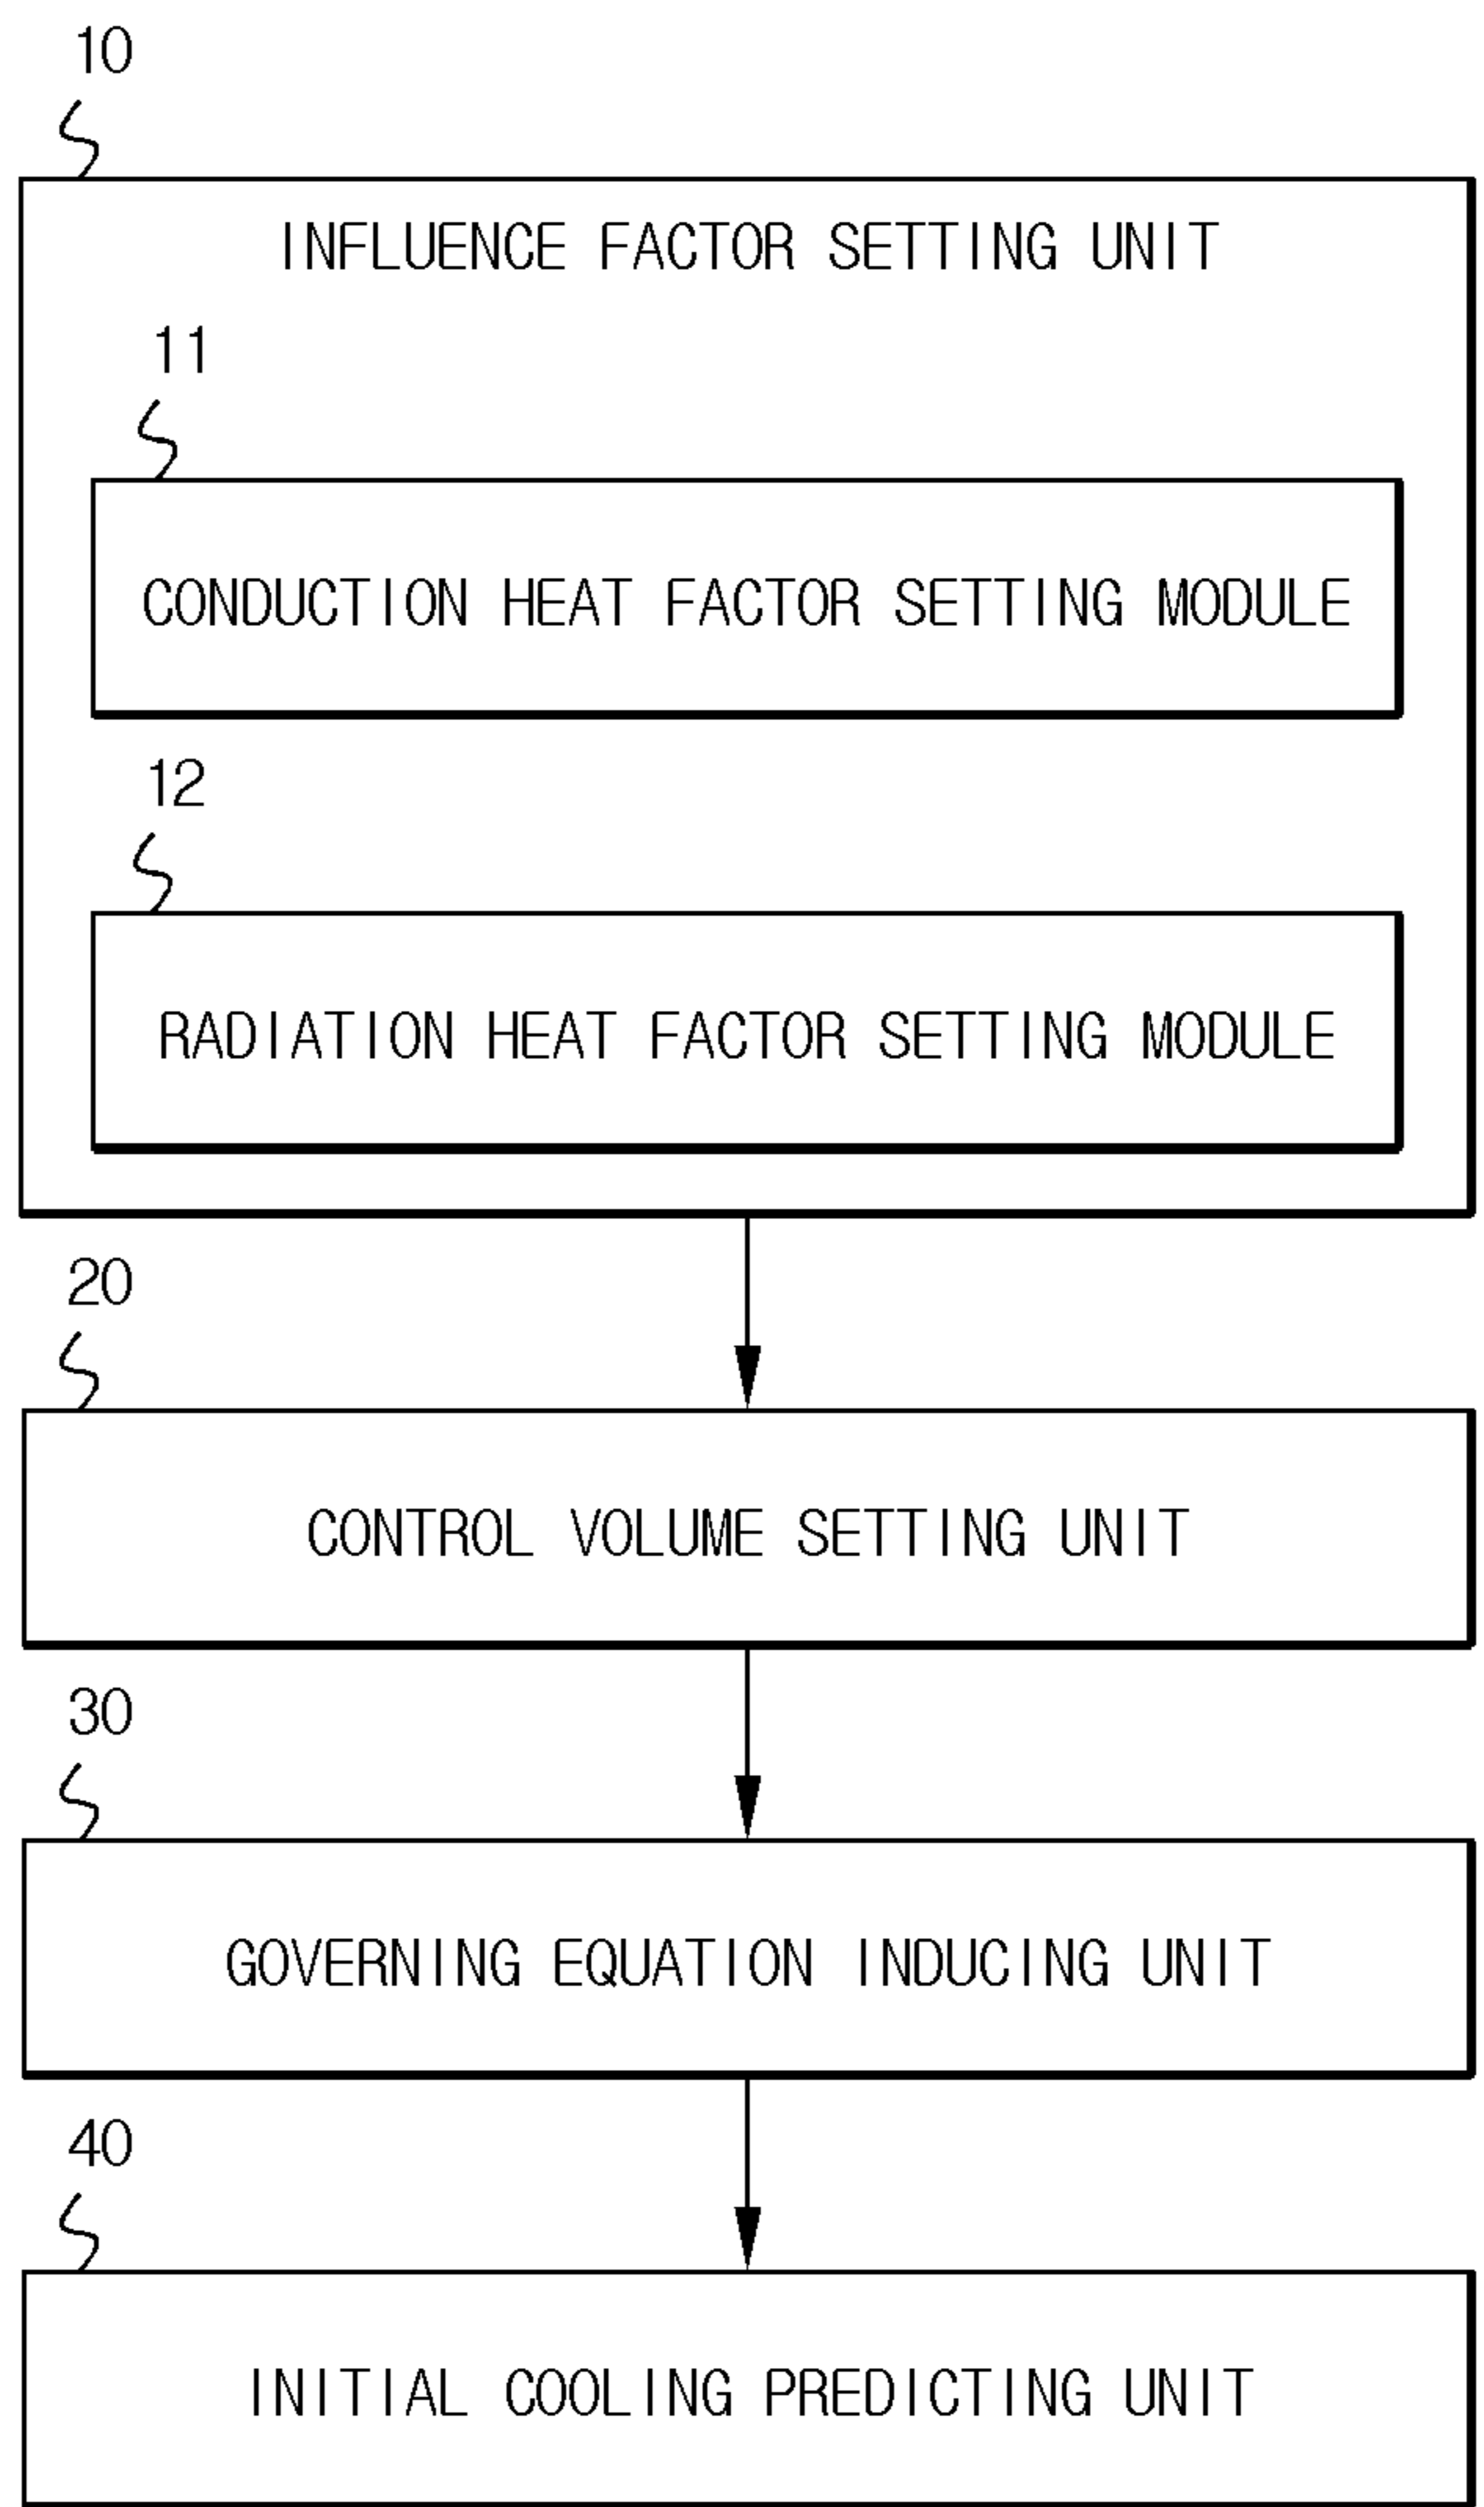 10
INFLUENCE FACTOR SETTING UNIT
11
CONDUCTION HEAT FACTOR SETTING MODULE
12
RADIATION HEAT FACTOR SETTING MODULE
20
CONTROL VOLUME SETTING UNIT
30
GOVERNING EQUATION INDUCING UNIT
40
INITIAL COOLING PREDICTING UNIT